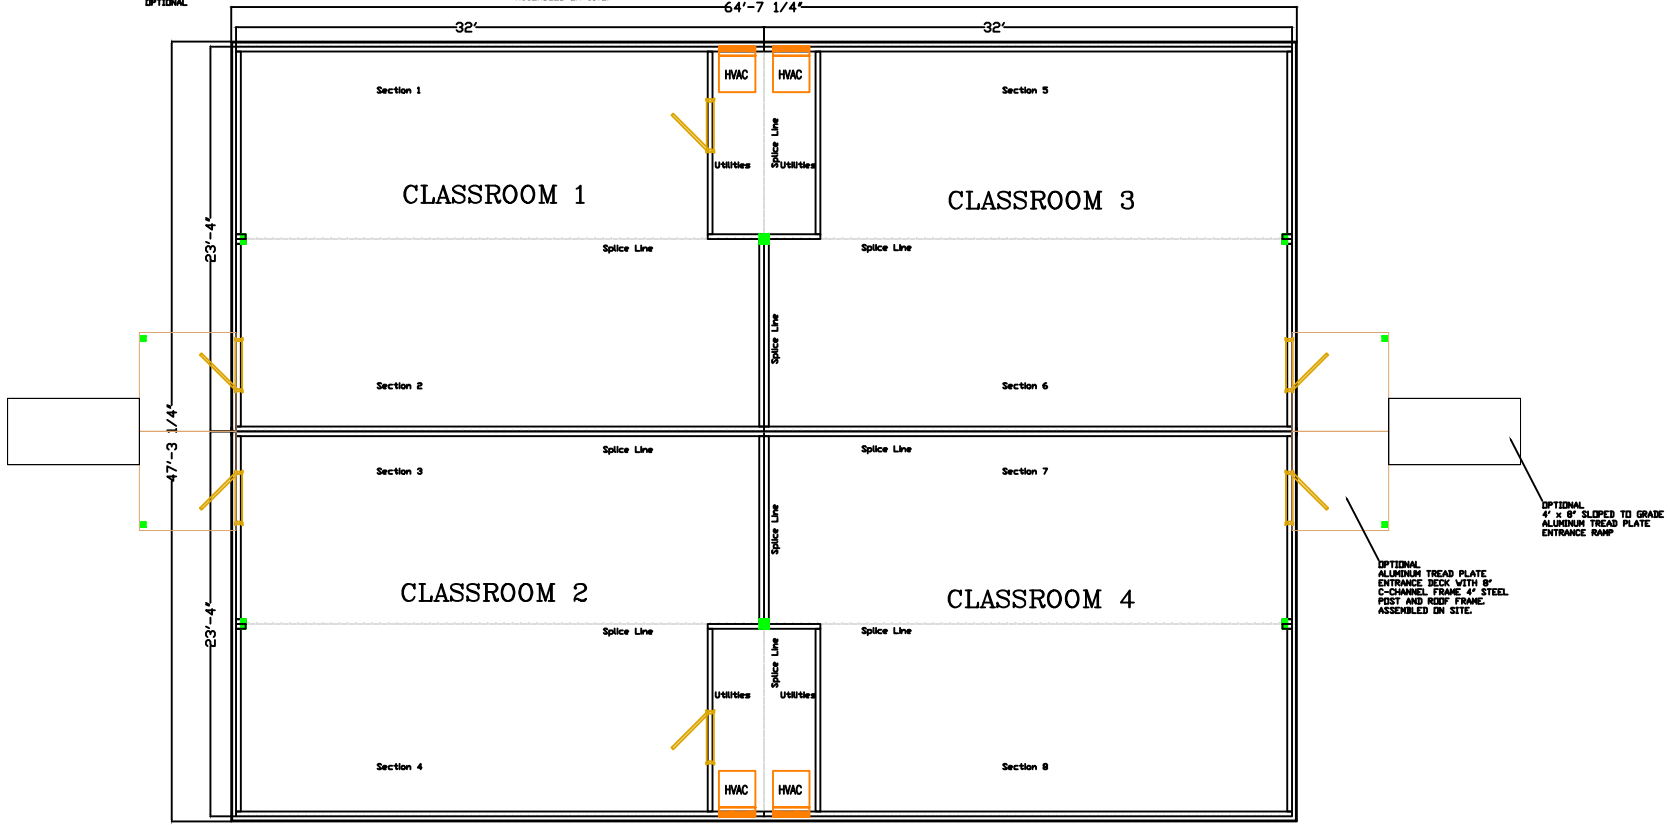 OPTIONAL
64'-7 1/4"
32'
32'
HVAC
HVAC
Section 1
Section 5
Splice Line
Utilities
Utilities
CLASSROOM 1
CLASSROOM 3
23'-4"
Splice Line
Splice Line
Splice Line
Section 2
Section 6
47'-3 1/4"
Splice Line
Splice Line
Section 3
Section 7
Splice Line
OPTIONAL
4' x 8' SLOPED TO GRADE
ALUMINUM TREAD PLATE
ENTRANCE RAMP
OPTIONAL
ALUMINUM TREAD PLATE
ENTRANCE DECK WITH 8"
C-CHANNEL FRAME 4" STEEL
POST AND ROOF FRAME.
ASSEMBLED ON SITE.
CLASSROOM 2
CLASSROOM 4
23'-4"
Splice Line
Splice Line
Splice Line
Utilities
Utilities
Section 4
Section 8
HVAC
HVAC